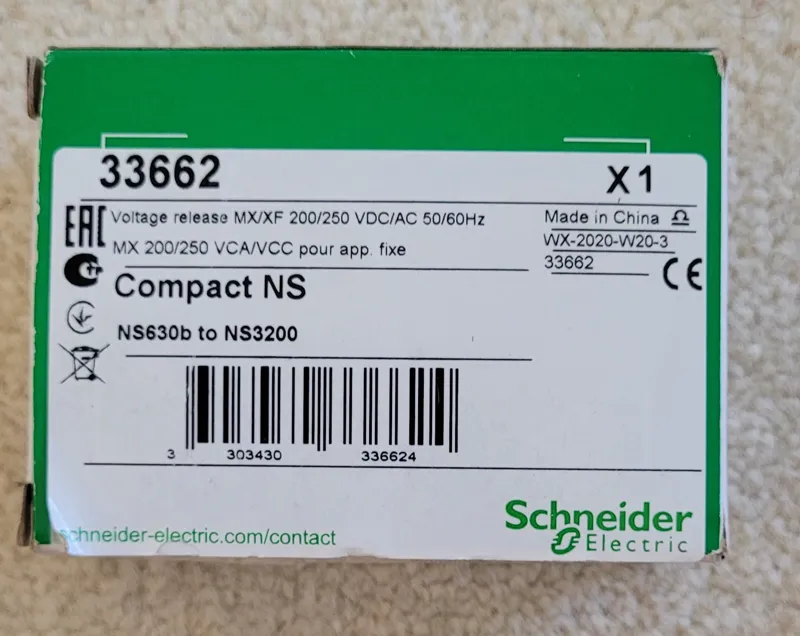 33662
X1
Voltage release MX/XF 200/250 VDC/AC 50/60Hz
MX 200/250 VCA/VCC pour app. fixe
Made in China
WX-2020-W20-3
33662
EAC
CE
Compact NS
NS630b to NS3200
3 303430 336624
schneider-electric.com/contact
Schneider
Electric